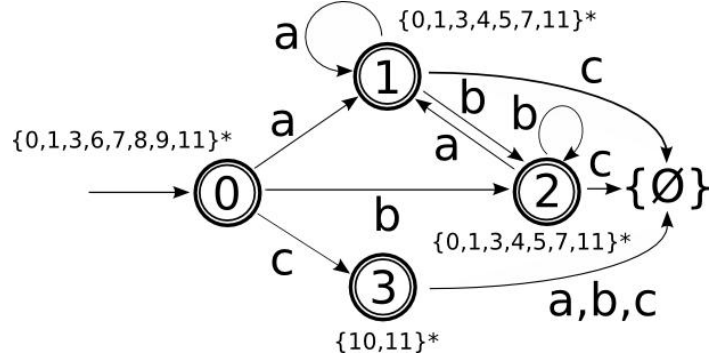 {0,1,3,4,5,7,11}*
a
1
c
b
b
{0,1,3,6,7,8,9,11}*
a
a
c
0
2
{Ø}
b
{0,1,3,4,5,7,11}*
c
3
a,b,c
{10,11}*